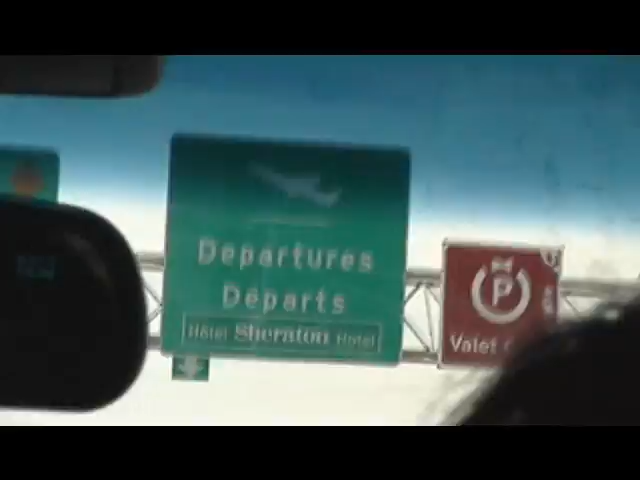 Departures
Départs
Hôtel Sheraton Hotel
P
Valet